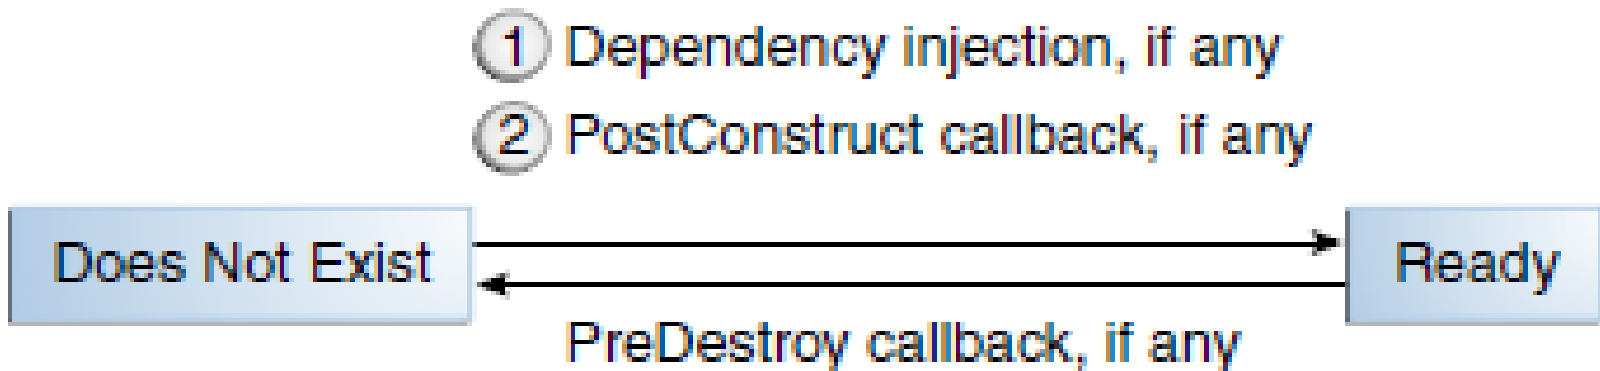 1 Dependency injection, if any
2 PostConstruct callback, if any
Does Not Exist
Ready
PreDestroy callback, if any